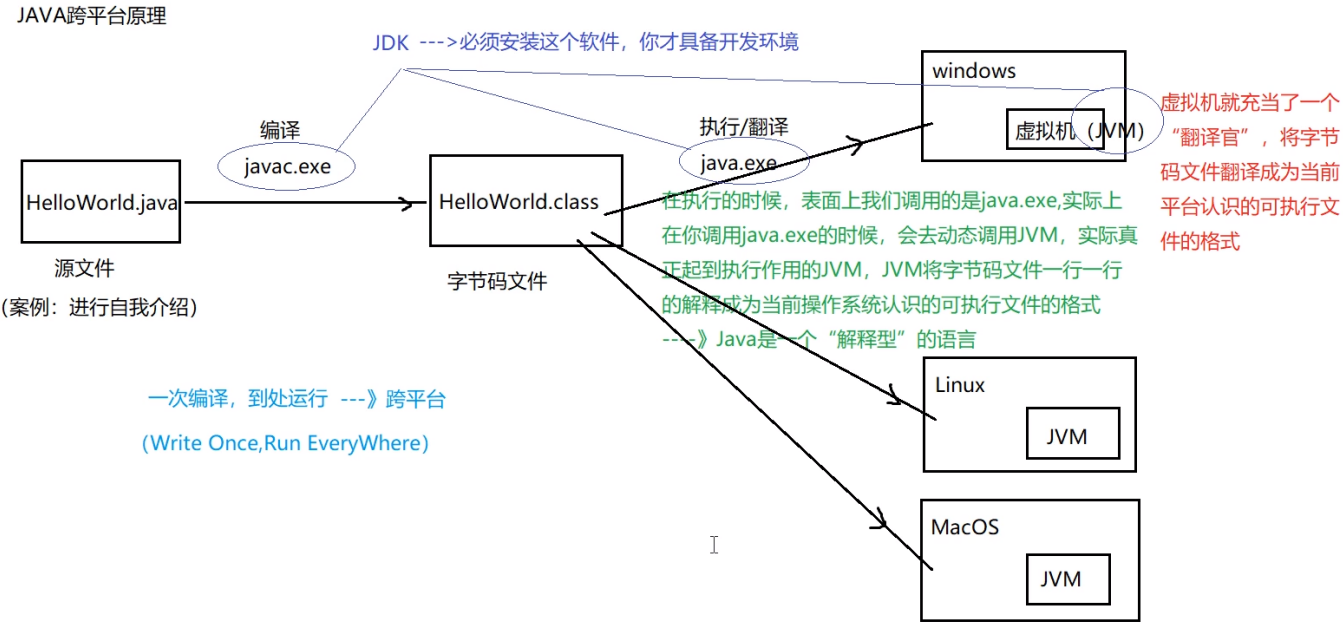 JAVA跨平台原理
JDK --->必须安装这个软件，你才具备开发环境
编译
javac.exe
执行/翻译
java.exe
windows
虚拟机（JVM）
虚拟机就充当了一个
“翻译官”，将字节
码文件翻译成为当前
平台认识的可执行文
件的格式
HelloWorld.java
源文件
(案例：进行自我介绍)
HelloWorld.class
字节码文件
在执行的时候，表面上我们调用的是java.exe,实际上
在你调用java.exe的时候，会去动态调用JVM，实际真
正起到执行作用的JVM，JVM将字节码文件一行一行
的解释成为当前操作系统认识的可执行文件的格式
----》Java是一个“解释型”的语言
一次编译，到处运行 ---》跨平台
（Write Once,Run EveryWhere）
Linux
JVM
MacOS
JVM